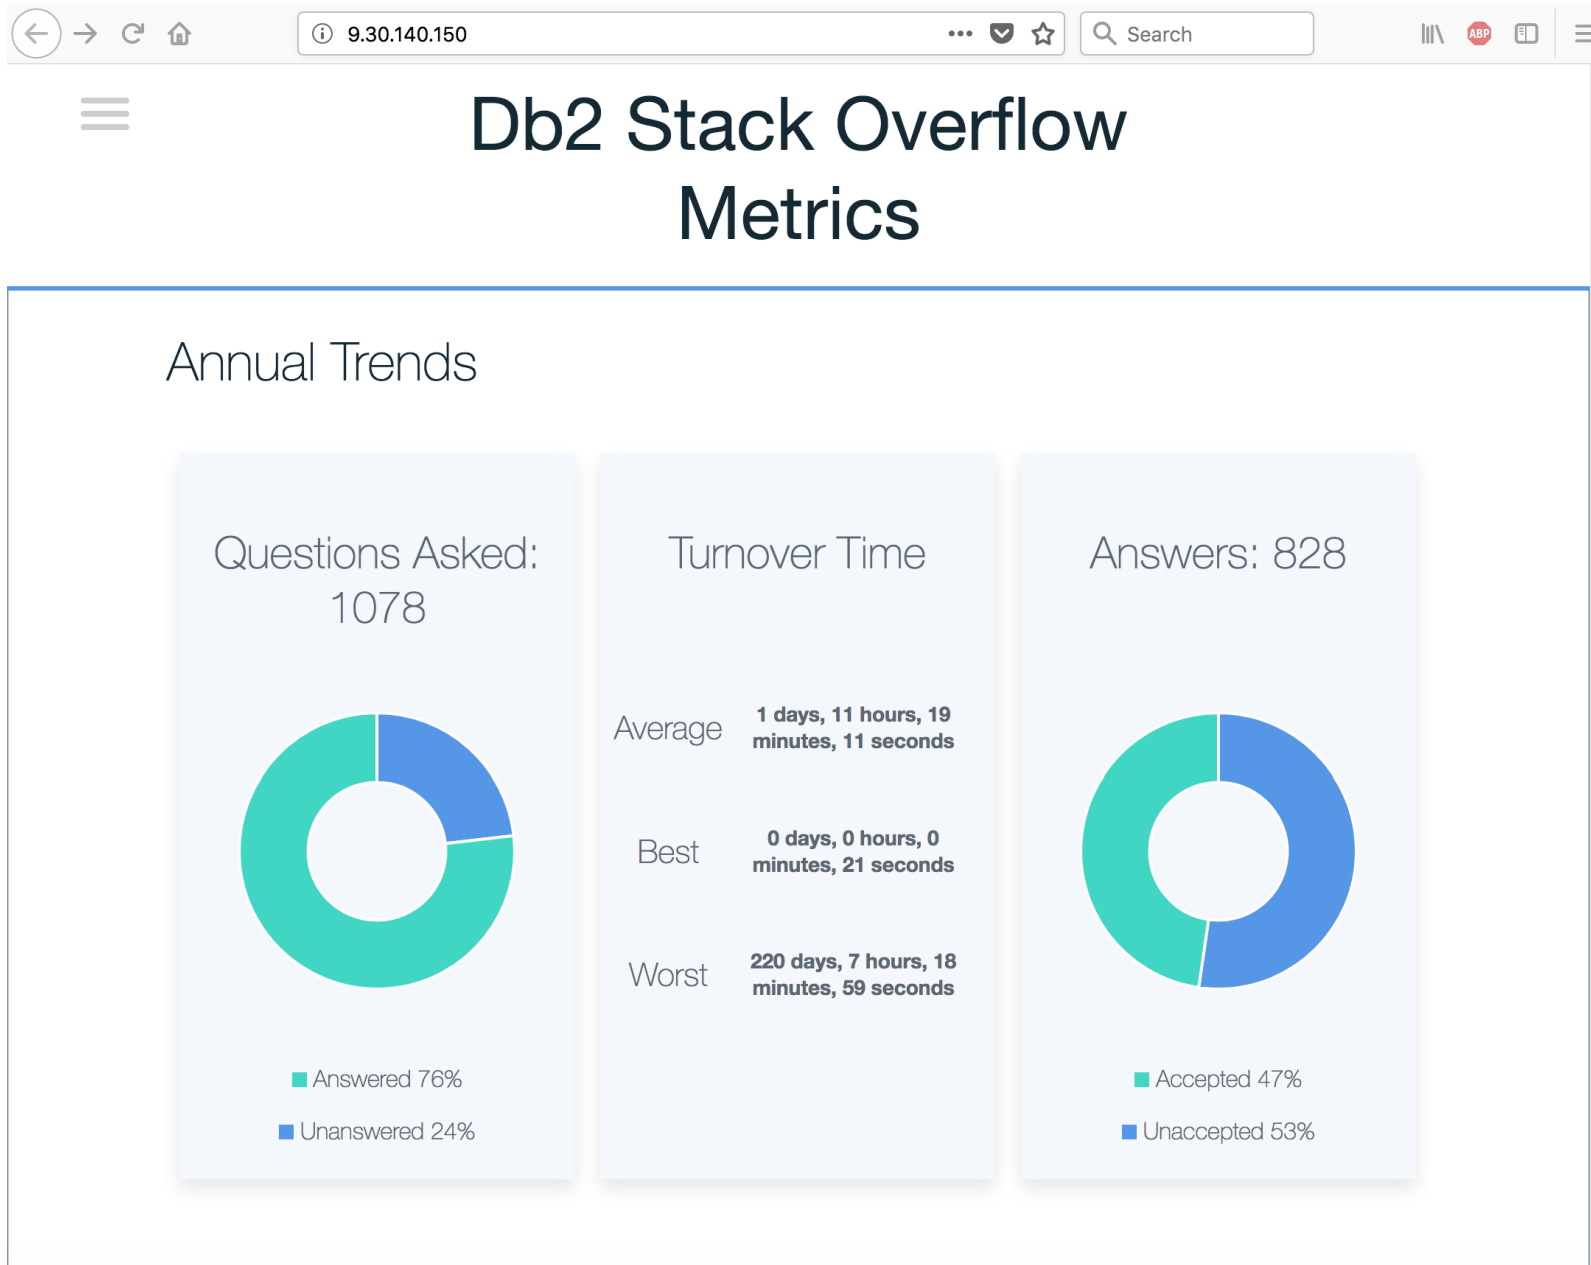 9.30.140.150
Search
ABP
Db2 Stack Overflow
Metrics
Annual Trends
Questions Asked:
1078
Answered 76%
Unanswered 24%
Turnover Time
Average
1 days, 11 hours, 19
minutes, 11 seconds
Best
0 days, 0 hours, 0
minutes, 21 seconds
Worst
220 days, 7 hours, 18
minutes, 59 seconds
Answers: 828
Accepted 47%
Unaccepted 53%